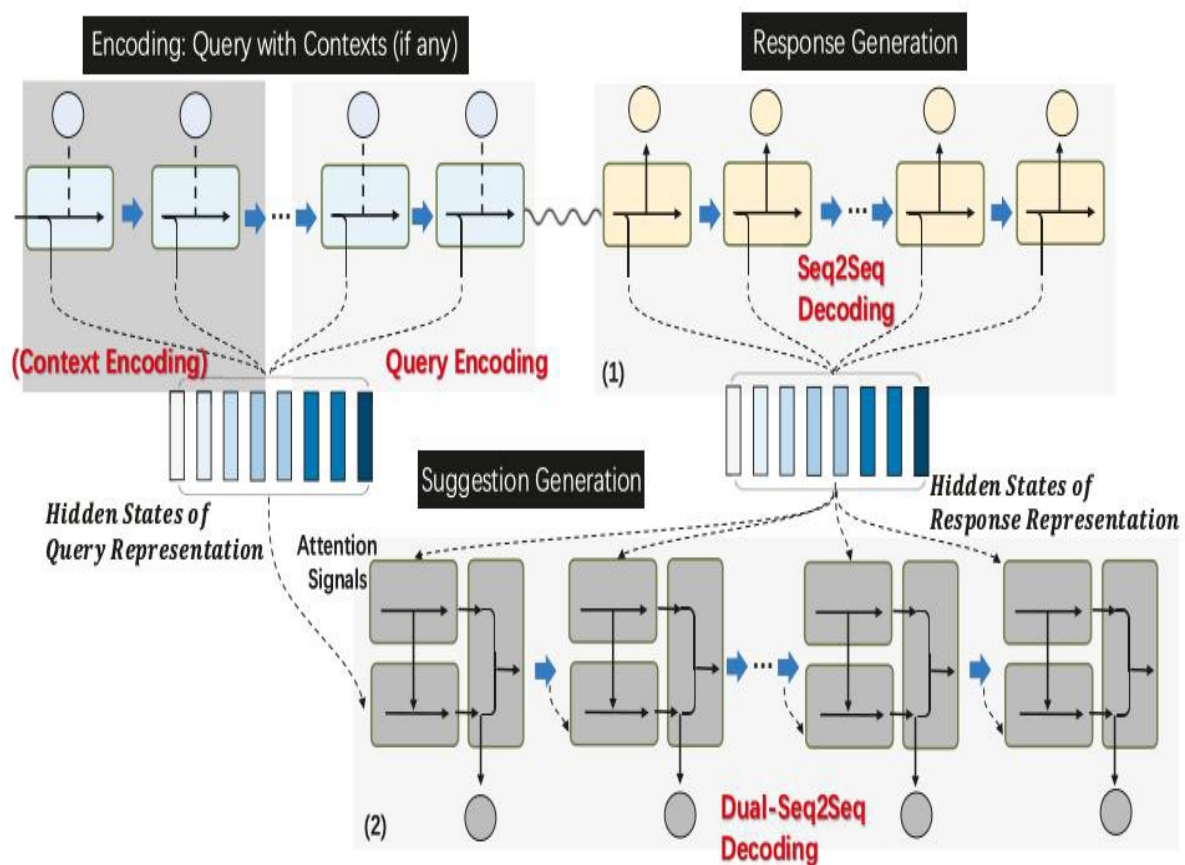 Encoding: Query with Contexts (if any)
Response Generation
...
...
Seq2Seq
Decoding
(Context Encoding)
Query Encoding
(1)
Suggestion Generation
Hidden States of
Query Representation
Hidden States of
Response Representation
Attention
Signals
...
Dual-Seq2Seq
Decoding
(2)